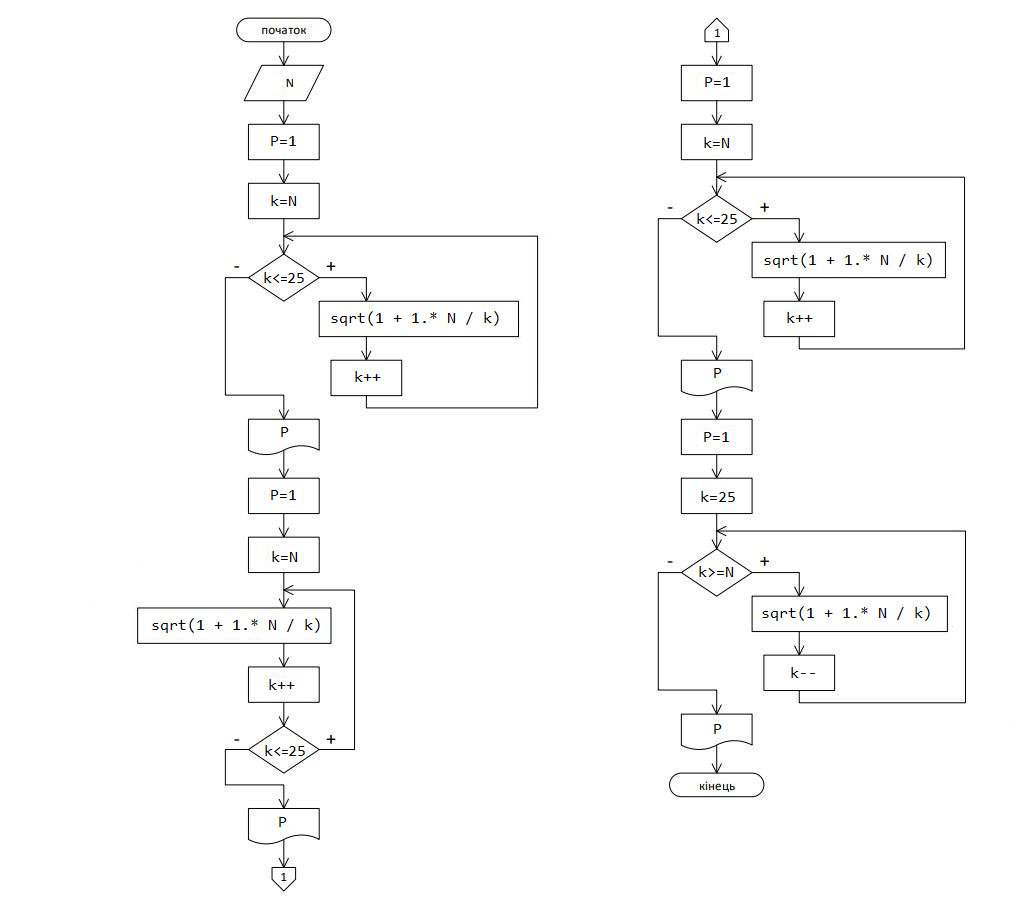 початок
N
P=1
k=N
k<=25
-
+
sqrt(1 + 1.* N / k)
k++
P
P=1
k=N
sqrt(1 + 1.* N / k)
k++
k<=25
-
+
P
1
1
P=1
k=N
k<=25
-
+
sqrt(1 + 1.* N / k)
k++
P
P=1
k=25
k>=N
-
+
sqrt(1 + 1.* N / k)
k--
P
кінець